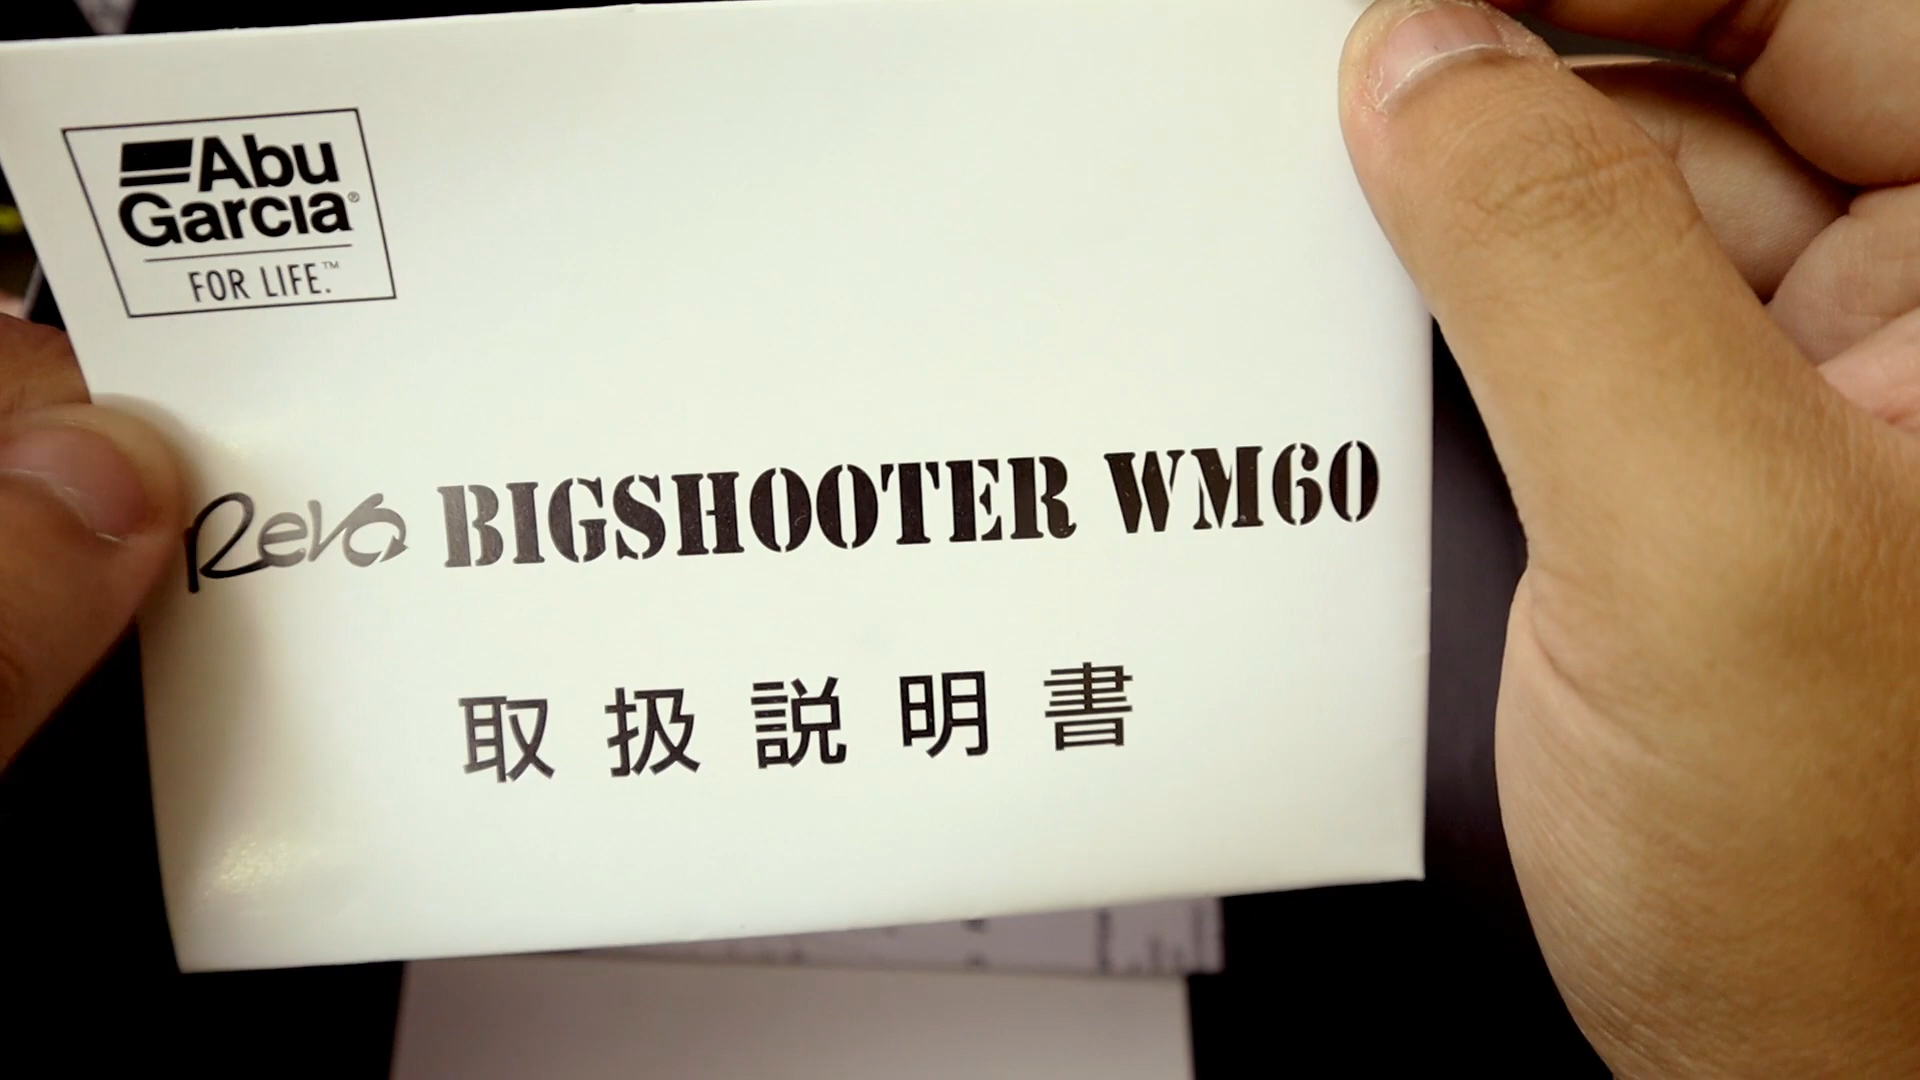 Abu
Garcia®
FOR LIFE.™
Revo BIGSHOOTER WM60
取扱説明書